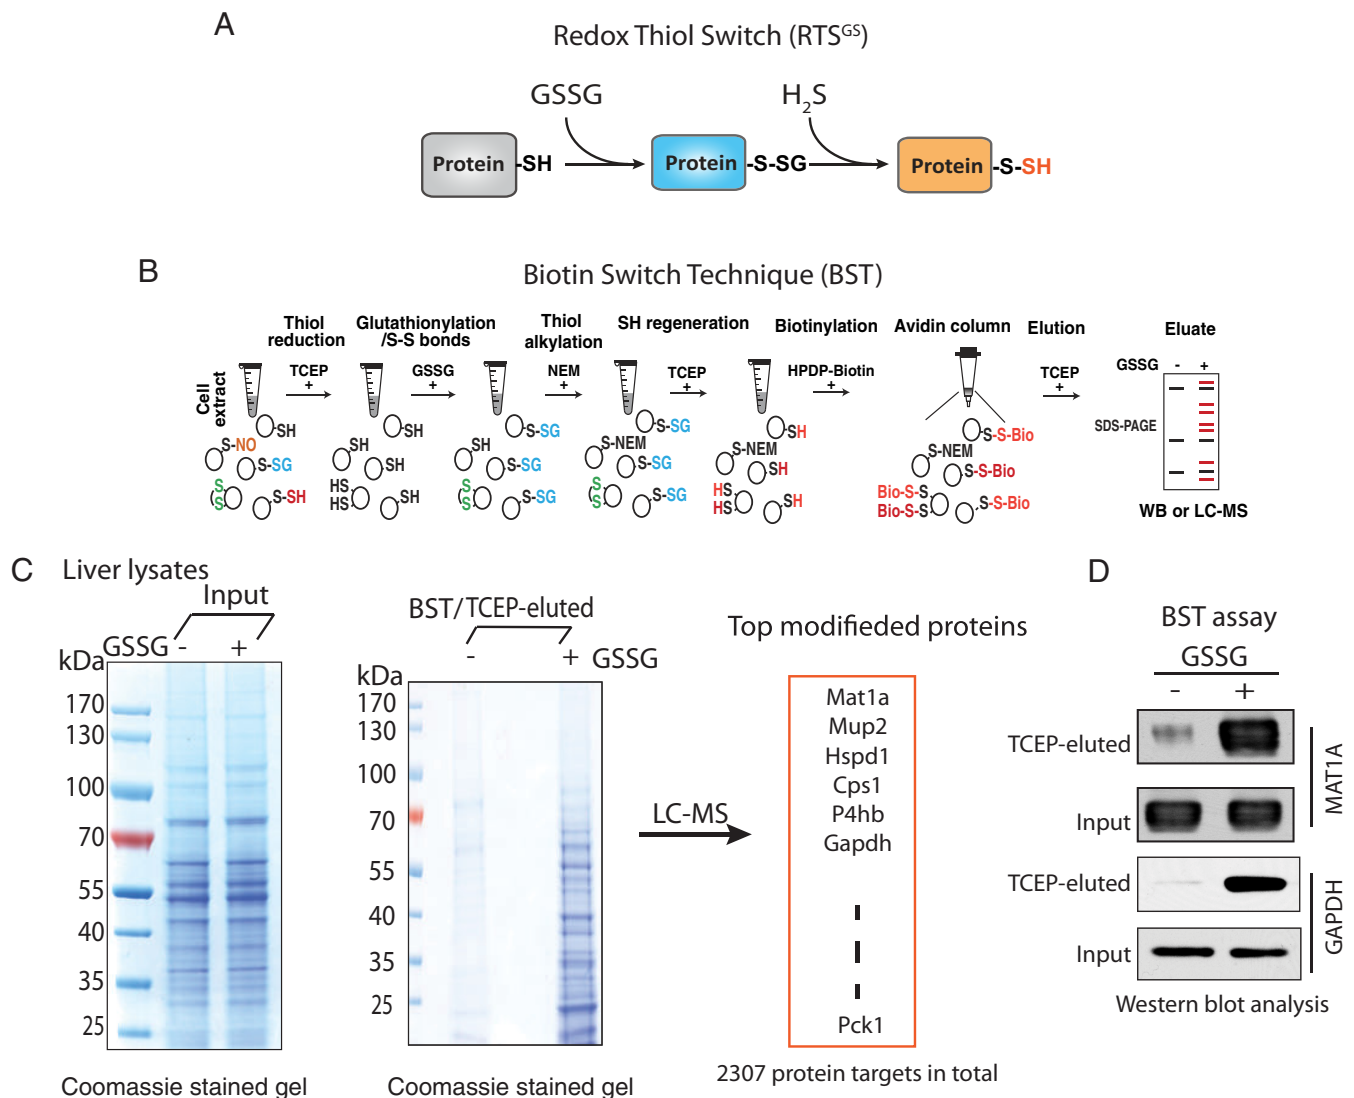 A
Redox Thiol Switch (RTSGS)
GSSG
H2S
Protein
-SH
Protein
-S-SG
Protein
-S-SH
B
Biotin Switch Technique (BST)
Thiol reduction
Glutathionylation /S-S bonds
Thiol alkylation
SH regeneration
Biotinylation
Avidin column
Elution
Eluate
TCEP
+
GSSG
+
NEM
+
TCEP
+
HPDP-Biotin
+
TCEP
+
GSSG - +
Cell extract
SH
S-NO
S-SG
S
S
S-SH
SH
SH
HS
HS
SH
S-SG
SH
S-SG
S
S
S-SG
S-SG
S-NEM
S-SG
S
S
S-SG
SH
S-NEM
SH
HS
HS
SH
S-S-Bio
S-NEM
S-S-Bio
Bio-S-S
Bio-S-S
S-S-Bio
SDS-PAGE
WB or LC-MS
C
Liver lysates
Input
GSSG - +
kDa
170
130
100
70
55
40
35
25
Coomassie stained gel
BST/TCEP-eluted
- + GSSG
kDa
170
130
100
70
55
40
35
25
Coomassie stained gel
LC-MS
Top modifieded proteins
Mat1a
Mup2
Hspd1
Cps1
P4hb
Gapdh
Pck1
2307 protein targets in total
D
BST assay
GSSG
- +
TCEP-eluted
Input
MAT1A
TCEP-eluted
Input
GAPDH
Western blot analysis